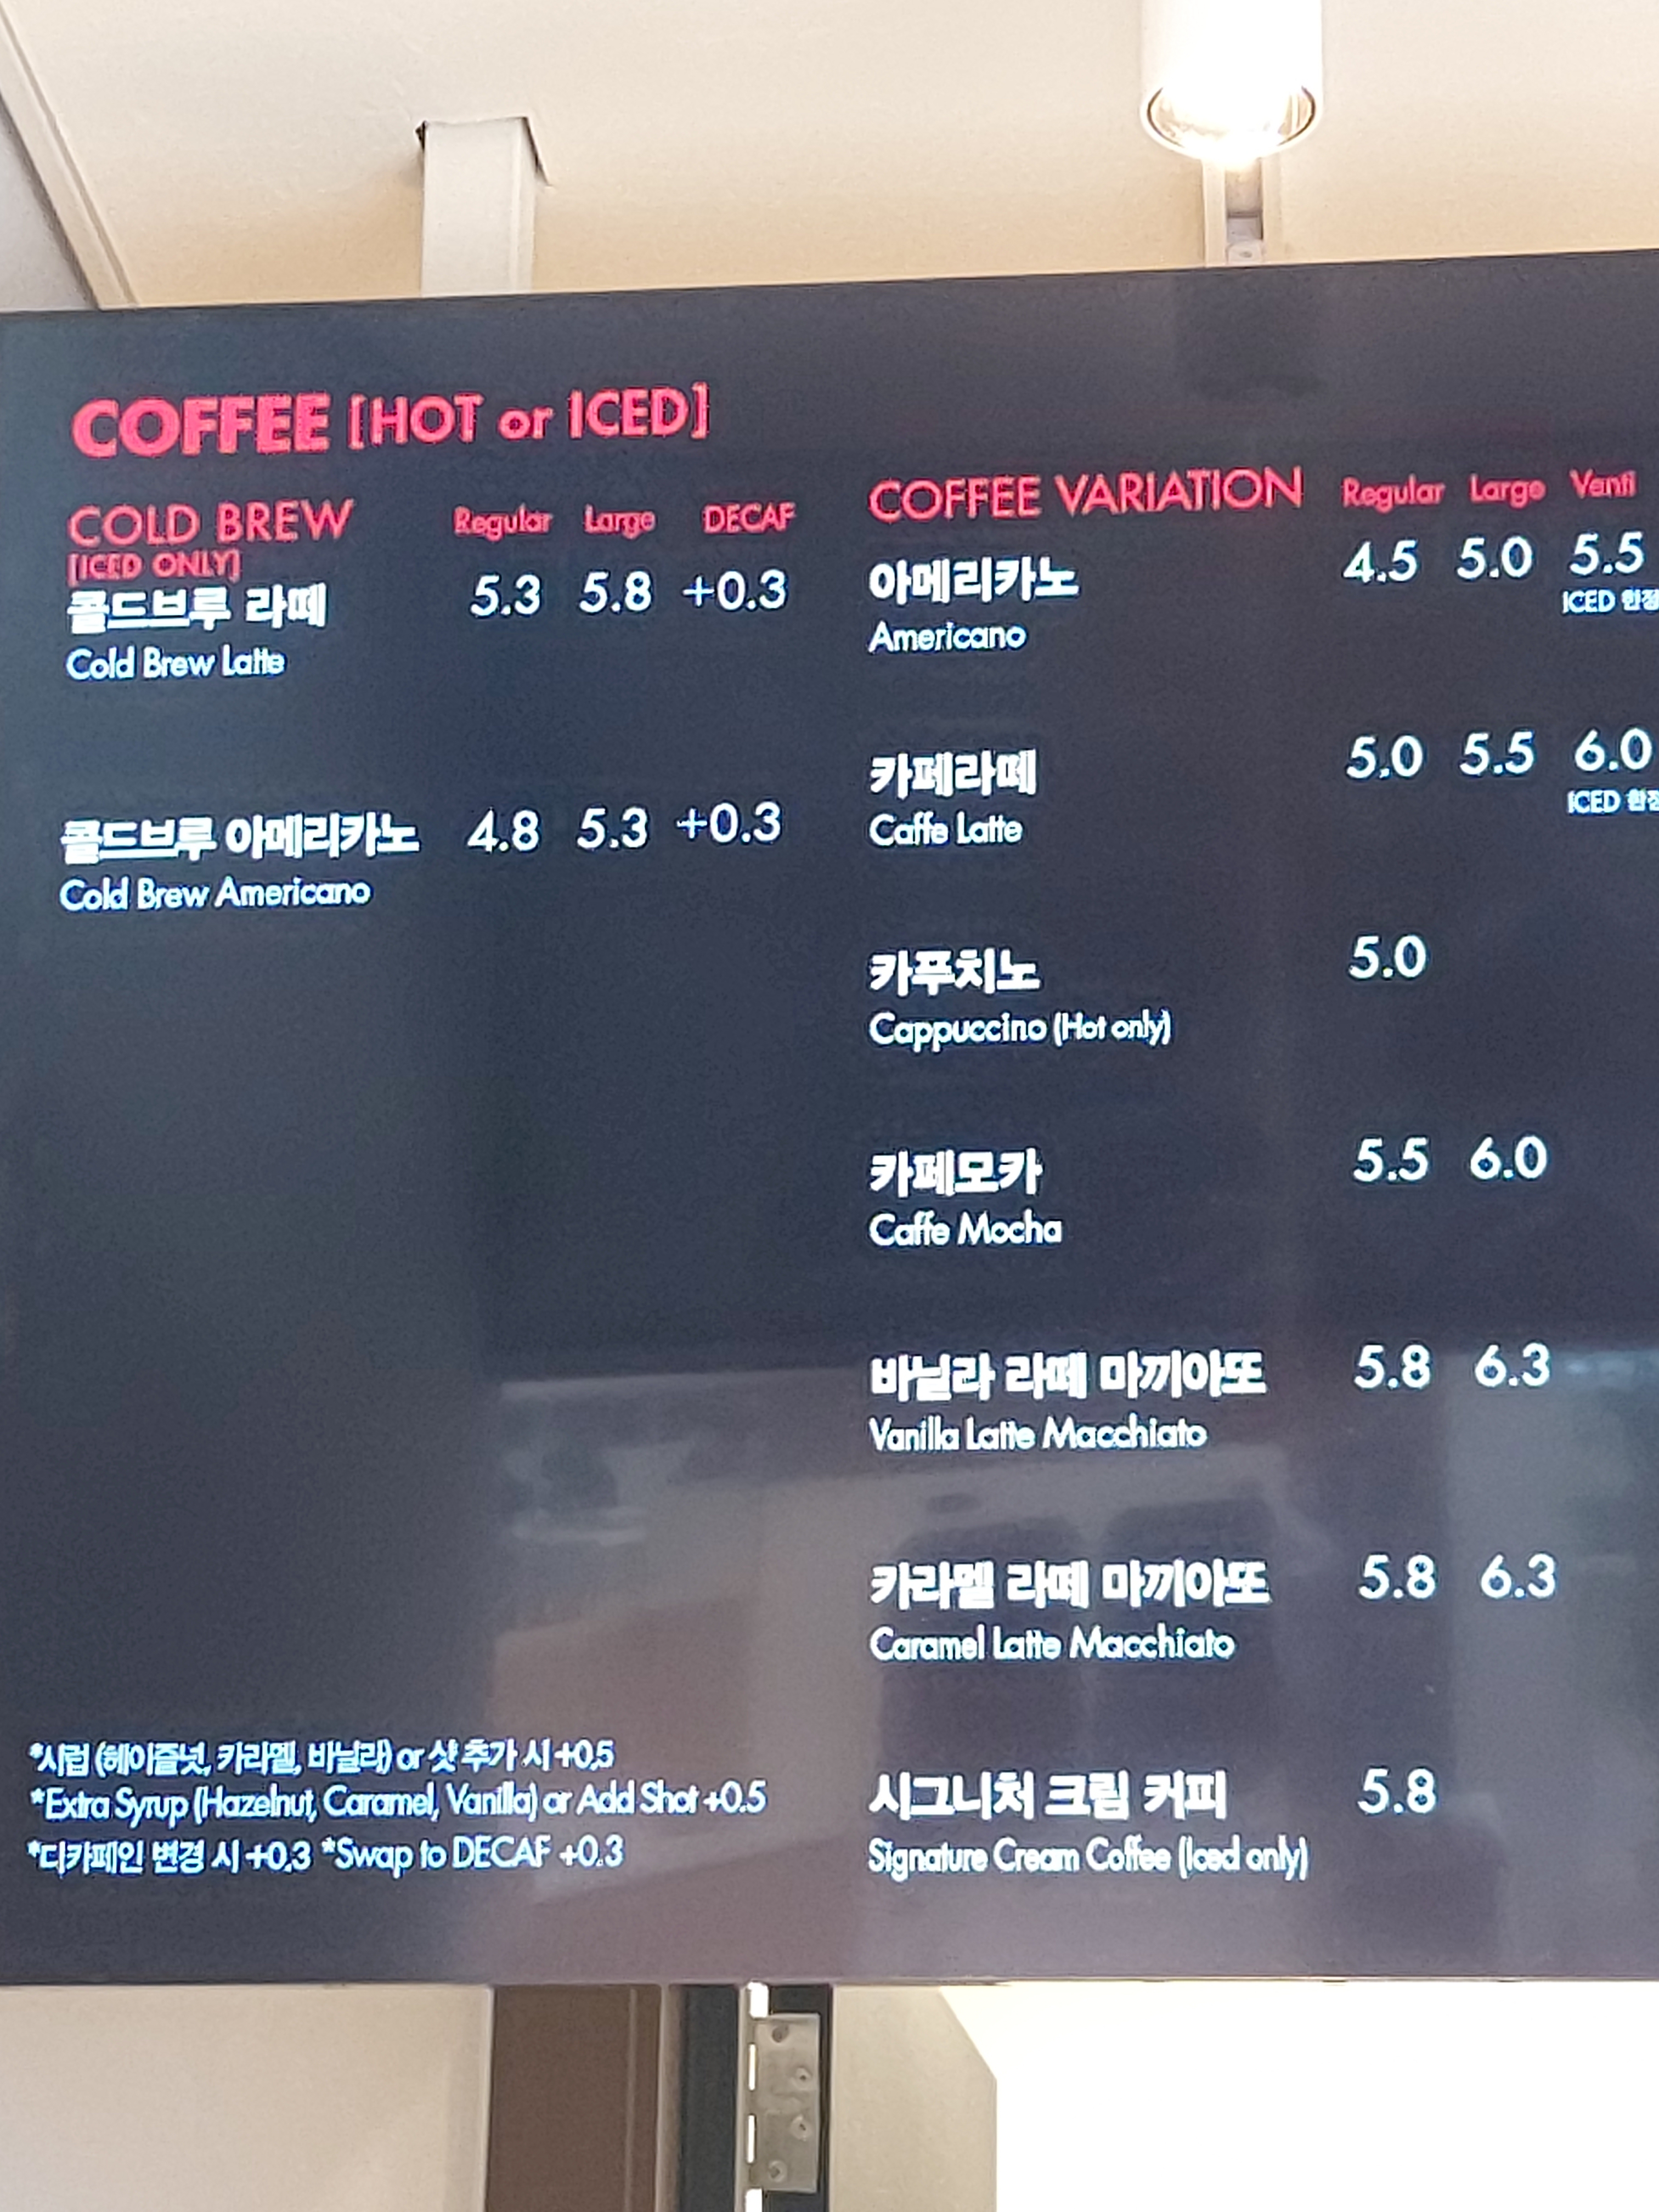 COFFEE [HOT or ICED]
COLD BREW Regular Large DECAF
[ICED ONLY]
콜드브루 라떼 5.3 5.8 +0.3
Cold Brew Latte
콜드브루 아메리카노 4.8 5.3 +0.3
Cold Brew Americano
*시럽 (헤이즐넛, 카라멜, 바닐라) or 샷 추가 시 +0.5
*Extra Syrup (Hazelnut, Caramel, Vanilla) or Add Shot +0.5
*디카페인 변경 시 +0.3 *Swap to DECAF +0.3
COFFEE VARIATION Regular Large Venti
아메리카노 4.5 5.0 5.5
ICED 한정
Americano
카페라떼 5.0 5.5 6.0
ICED 한정
Caffe Latte
카푸치노 5.0
Cappuccino (Hot only)
카페모카 5.5 6.0
Caffe Mocha
바닐라 라떼 마끼아또 5.8 6.3
Vanilla Latte Macchiato
카라멜 라떼 마끼아또 5.8 6.3
Caramel Latte Macchiato
시그니처 크림 커피 5.8
Signature Cream Coffee (Iced only)